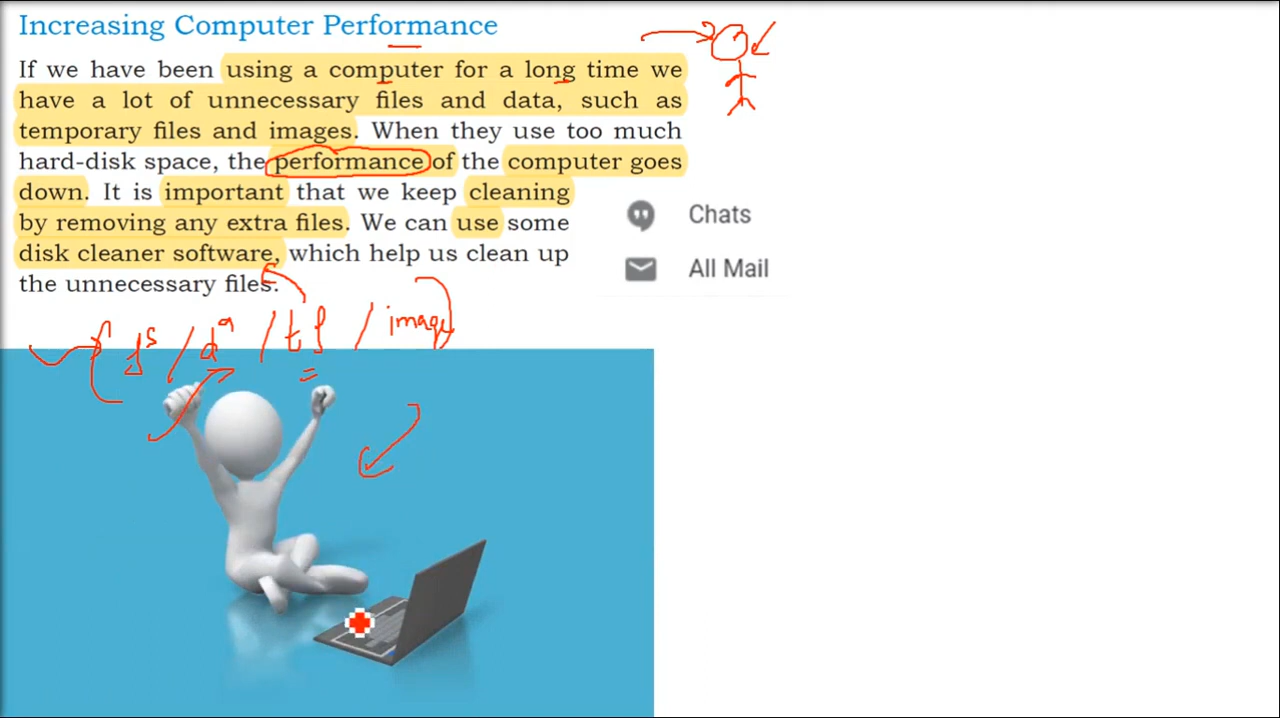 Increasing Computer Performance
If we have been using a computer for a long time we
have a lot of unnecessary files and data, such as
temporary files and images. When they use too much
hard-disk space, the performance of the computer goes
down. It is important that we keep cleaning
by removing any extra files. We can use some
disk cleaner software, which help us clean up
the unnecessary files.
Chats
All Mail